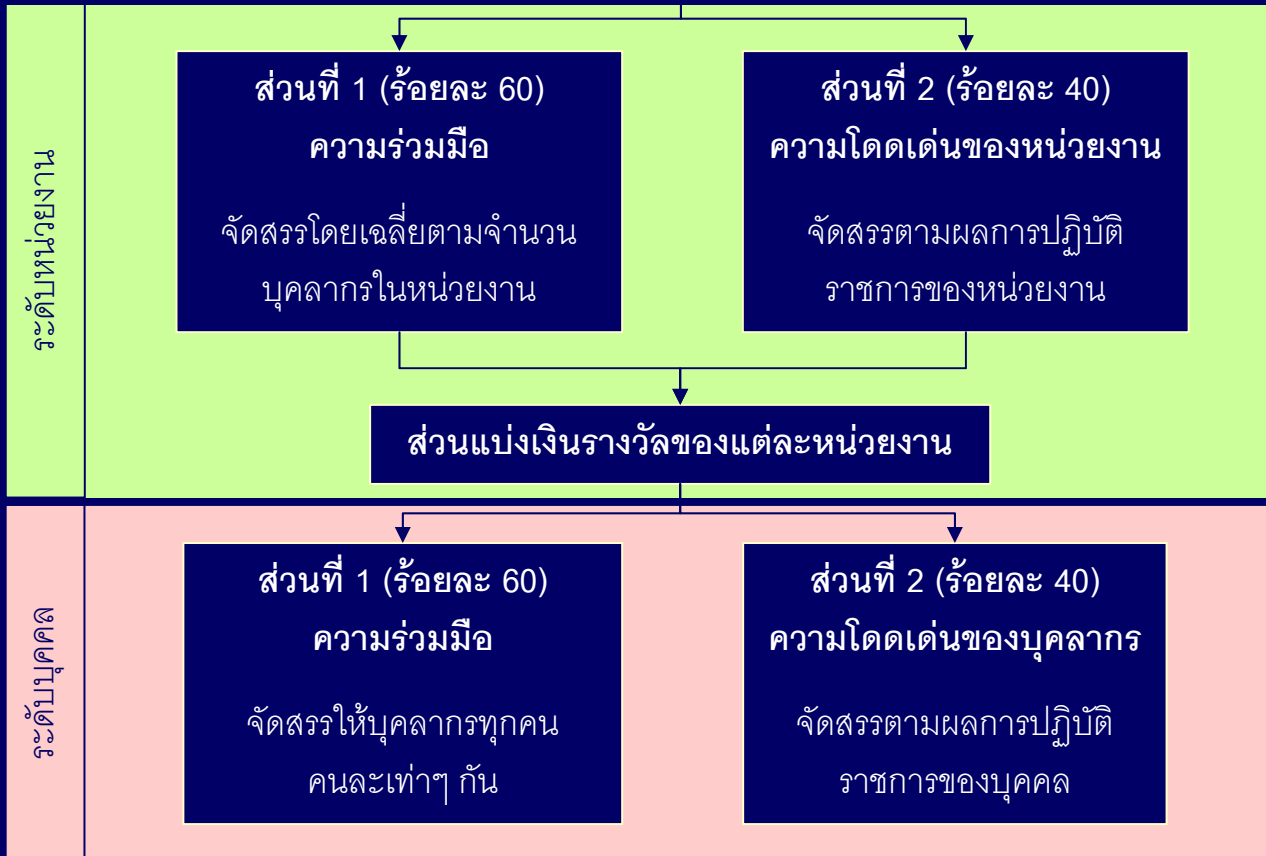 ระดับหน่วยงาน
ส่วนที่ 1 (ร้อยละ 60)
ความร่วมมือ
จัดสรรโดยเฉลี่ยตามจำนวน
บุคลากรในหน่วยงาน
ส่วนที่ 2 (ร้อยละ 40)
ความโดดเด่นของหน่วยงาน
จัดสรรตามผลการปฏิบัติ
ราชการของหน่วยงาน
ส่วนแบ่งเงินรางวัลของแต่ละหน่วยงาน
ระดับบุคคล
ส่วนที่ 1 (ร้อยละ 60)
ความร่วมมือ
จัดสรรให้บุคลากรทุกคน
คนละเท่าๆ กัน
ส่วนที่ 2 (ร้อยละ 40)
ความโดดเด่นของบุคลากร
จัดสรรตามผลการปฏิบัติ
ราชการของบุคคล